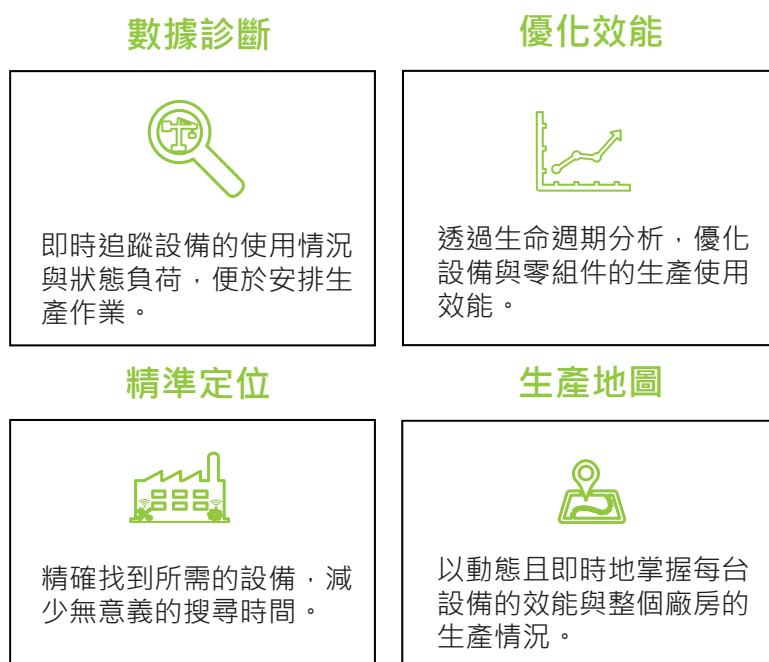 數據診斷
即時追蹤設備的使用情況
與狀態負荷，便於安排生
產作業。
優化效能
透過生命週期分析，優化
設備與零組件的生產使用
效能。
精準定位
精確找到所需的設備，減
少無意義的搜尋時間。
生產地圖
以動態且即時地掌握每台
設備的效能與整個廠房的
生產情況。